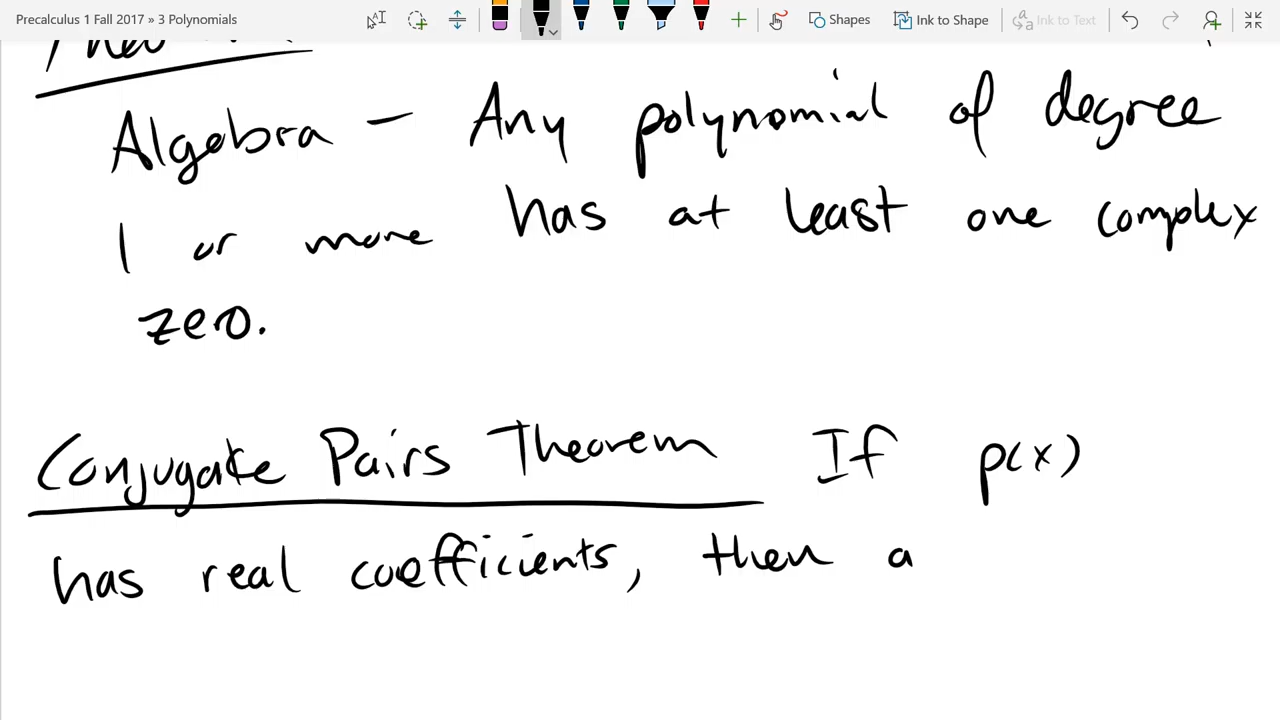 Precalculus 1 Fall 2017 » 3 Polynomials
Shapes
Ink to Shape
Ink to Text
Algebra – Any polynomial of degree
1 or more has at least one complex
zero.
Conjugate Pairs Theorem If p(x)
has real coefficients, then a